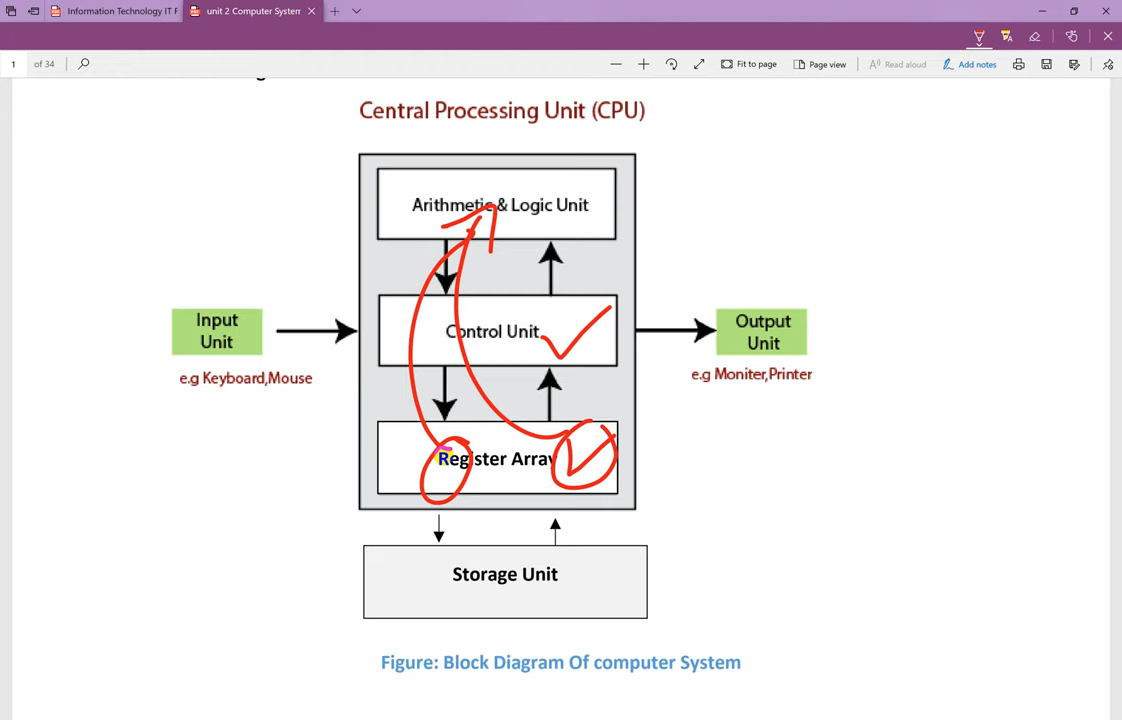 Information Technology IT F
unit 2 Computer System
1 of 34
Fit to page
Page view
Read aloud
Add notes
Central Processing Unit (CPU)
Arithmetic & Logic Unit
Control Unit
Input
Unit
e.g Keyboard,Mouse
Output
Unit
e.g Moniter,Printer
Register Array
Storage Unit
Figure: Block Diagram Of computer System